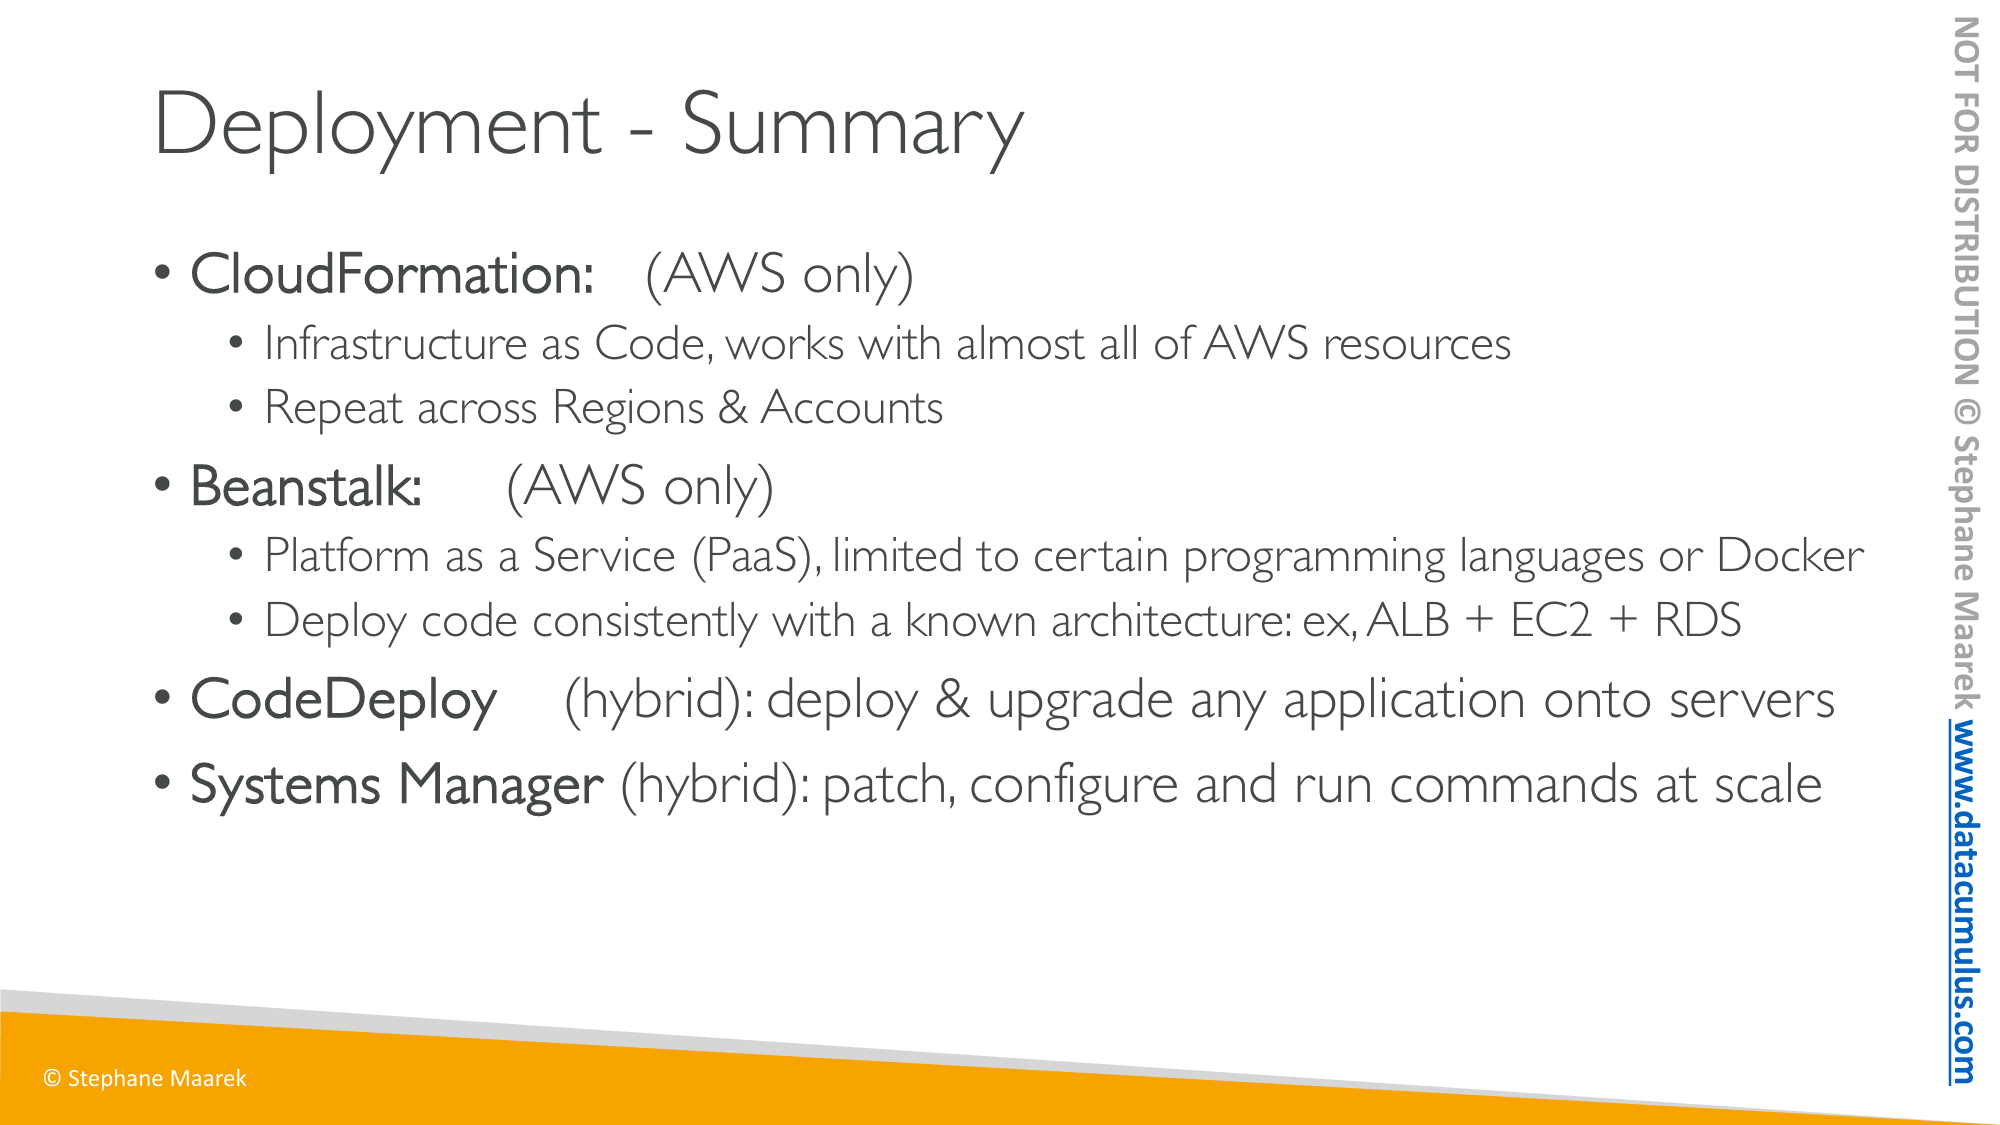 Deployment - Summary
• CloudFormation: (AWS only)
• Infrastructure as Code, works with almost all of AWS resources
• Repeat across Regions & Accounts
• Beanstalk: (AWS only)
• Platform as a Service (PaaS), limited to certain programming languages or Docker
• Deploy code consistently with a known architecture: ex, ALB + EC2 + RDS
• CodeDeploy (hybrid): deploy & upgrade any application onto servers
• Systems Manager (hybrid): patch, configure and run commands at scale
© Stephane Maarek
NOT FOR DISTRIBUTION © Stephane Maarek www.datacumulus.com